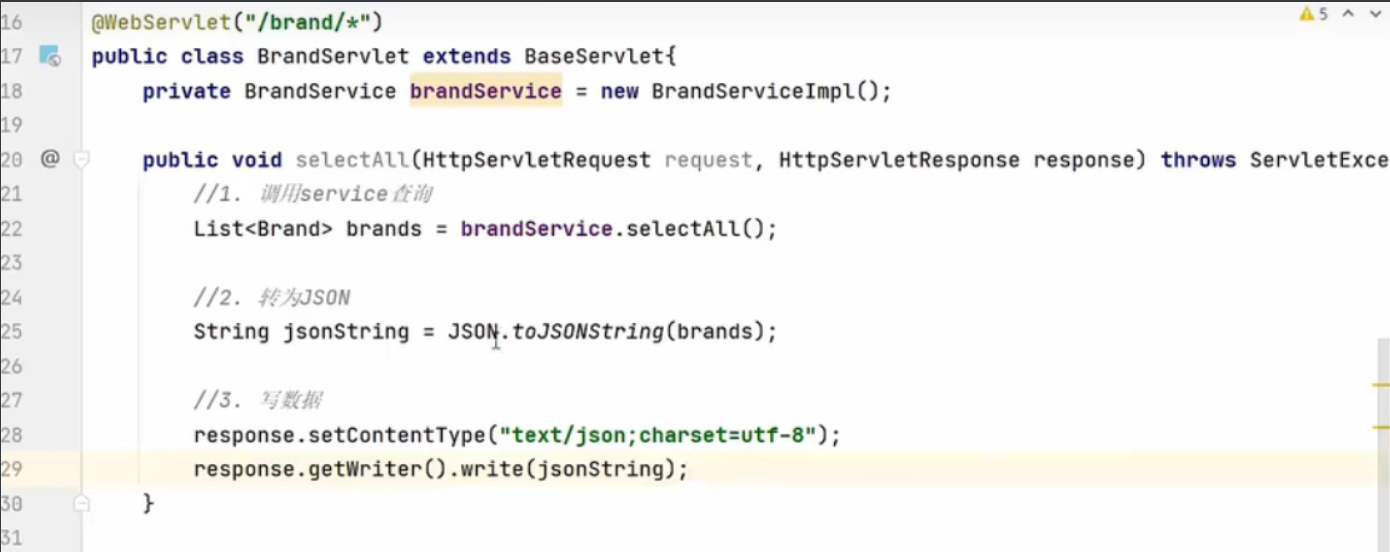 16 @WebServlet("/brand/*")
5
17 public class BrandServlet extends BaseServlet{
18 private BrandService brandService = new BrandServiceImpl();
19
20 @ public void selectAll(HttpServletRequest request, HttpServletResponse response) throws ServletExce
21 //1. 调用service查询
22 List<Brand> brands = brandService.selectAll();
23
24 //2. 转为JSON
25 String jsonString = JSON.toJSONString(brands);
26
27 //3. 写数据
28 response.setContentType("text/json;charset=utf-8");
29 response.getWriter().write(jsonString);
30 }
31